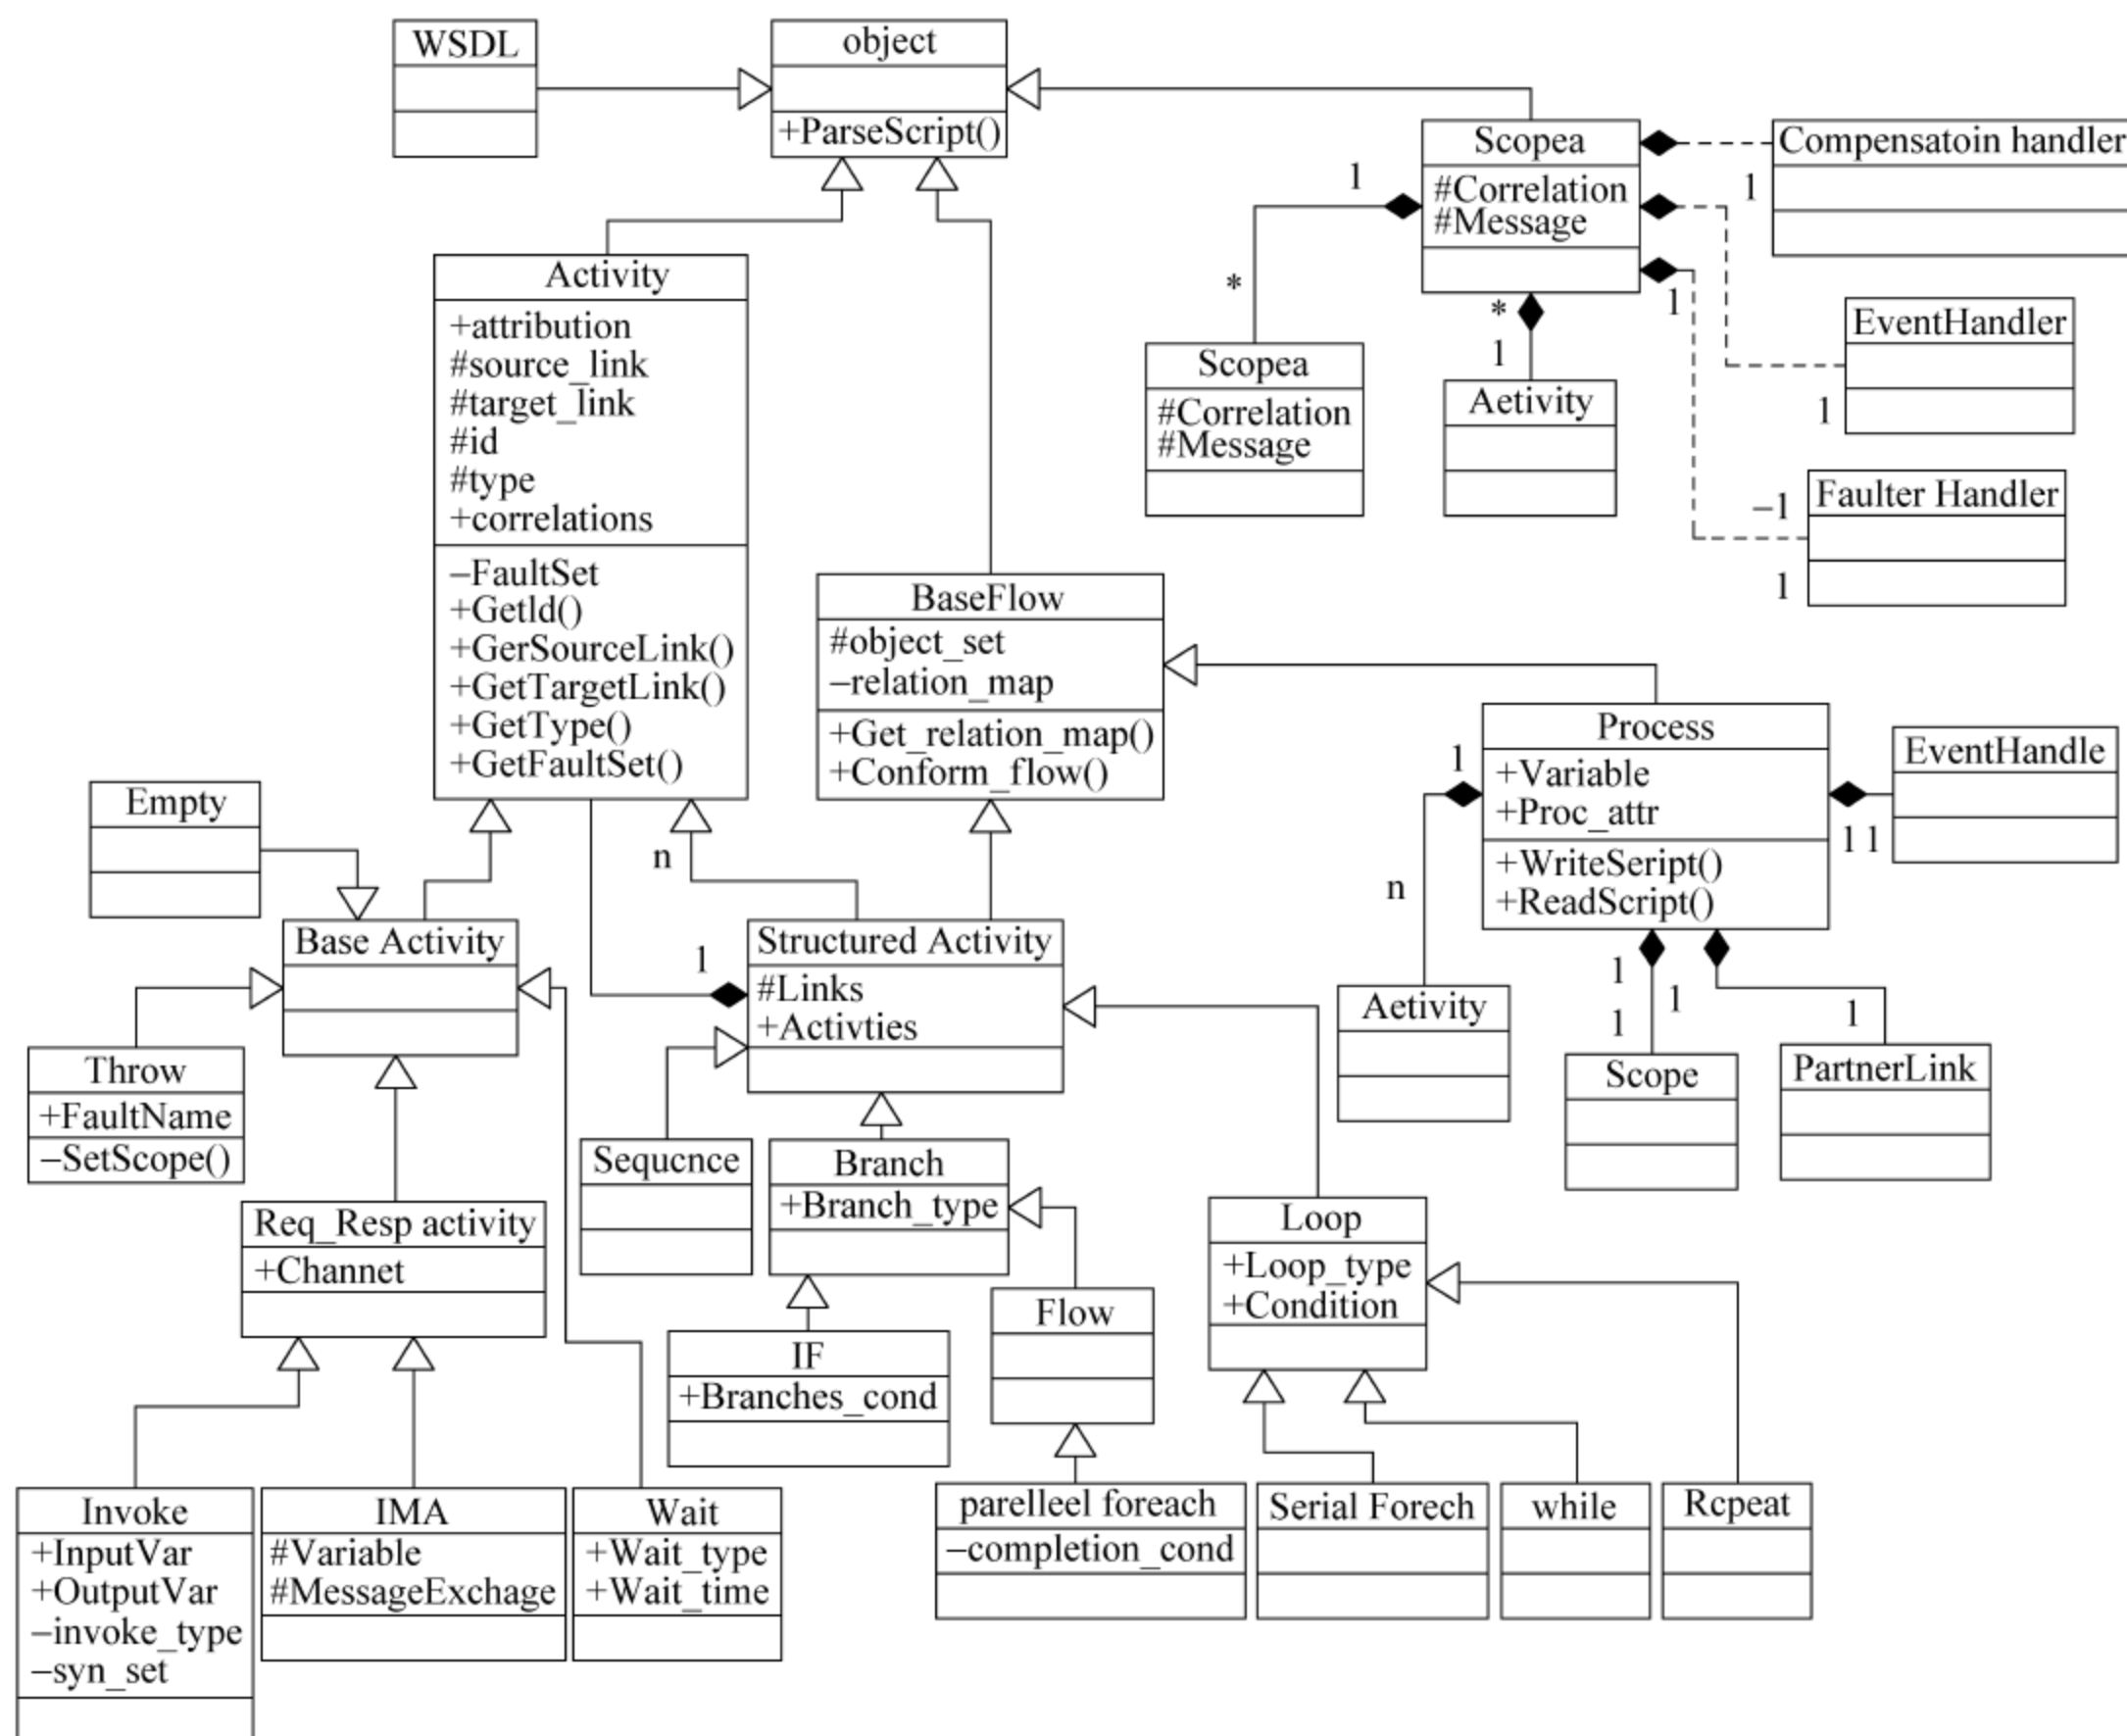 WSDL
object
+ParseScript()
Scopea
#Correlation
#Message
Compensatoin handler
1
1
*
*
1
1
EventHandler
1
Scopea
#Correlation
#Message
Aetivity
Faulter Handler
–1
1
Activity
+attribution
#source_link
#target_link
#id
#type
+correlations
–FaultSet
+GetId()
+GerSourceLink()
+GetTargetLink()
+GetType()
+GetFaultSet()
BaseFlow
#object_set
–relation_map
+Get_relation_map()
+Conform_flow()
Process
+Variable
+Proc_attr
+WriteSeript()
+ReadScript()
1
n
EventHandle
1 1
1
1
1
1
Aetivity
Scope
PartnerLink
Empty
n
Base Activity
1
Structured Activity
#Links
+Activties
Throw
+FaultName
–SetScope()
Sequcnce
Branch
+Branch_type
Req_Resp activity
+Channet
Loop
+Loop_type
+Condition
Flow
IF
+Branches_cond
Invoke
+InputVar
+OutputVar
–invoke_type
–syn_set
IMA
#Variable
#MessageExchage
Wait
+Wait_type
+Wait_time
parelleel foreach
–completion_cond
Serial Forech
while
Rcpeat